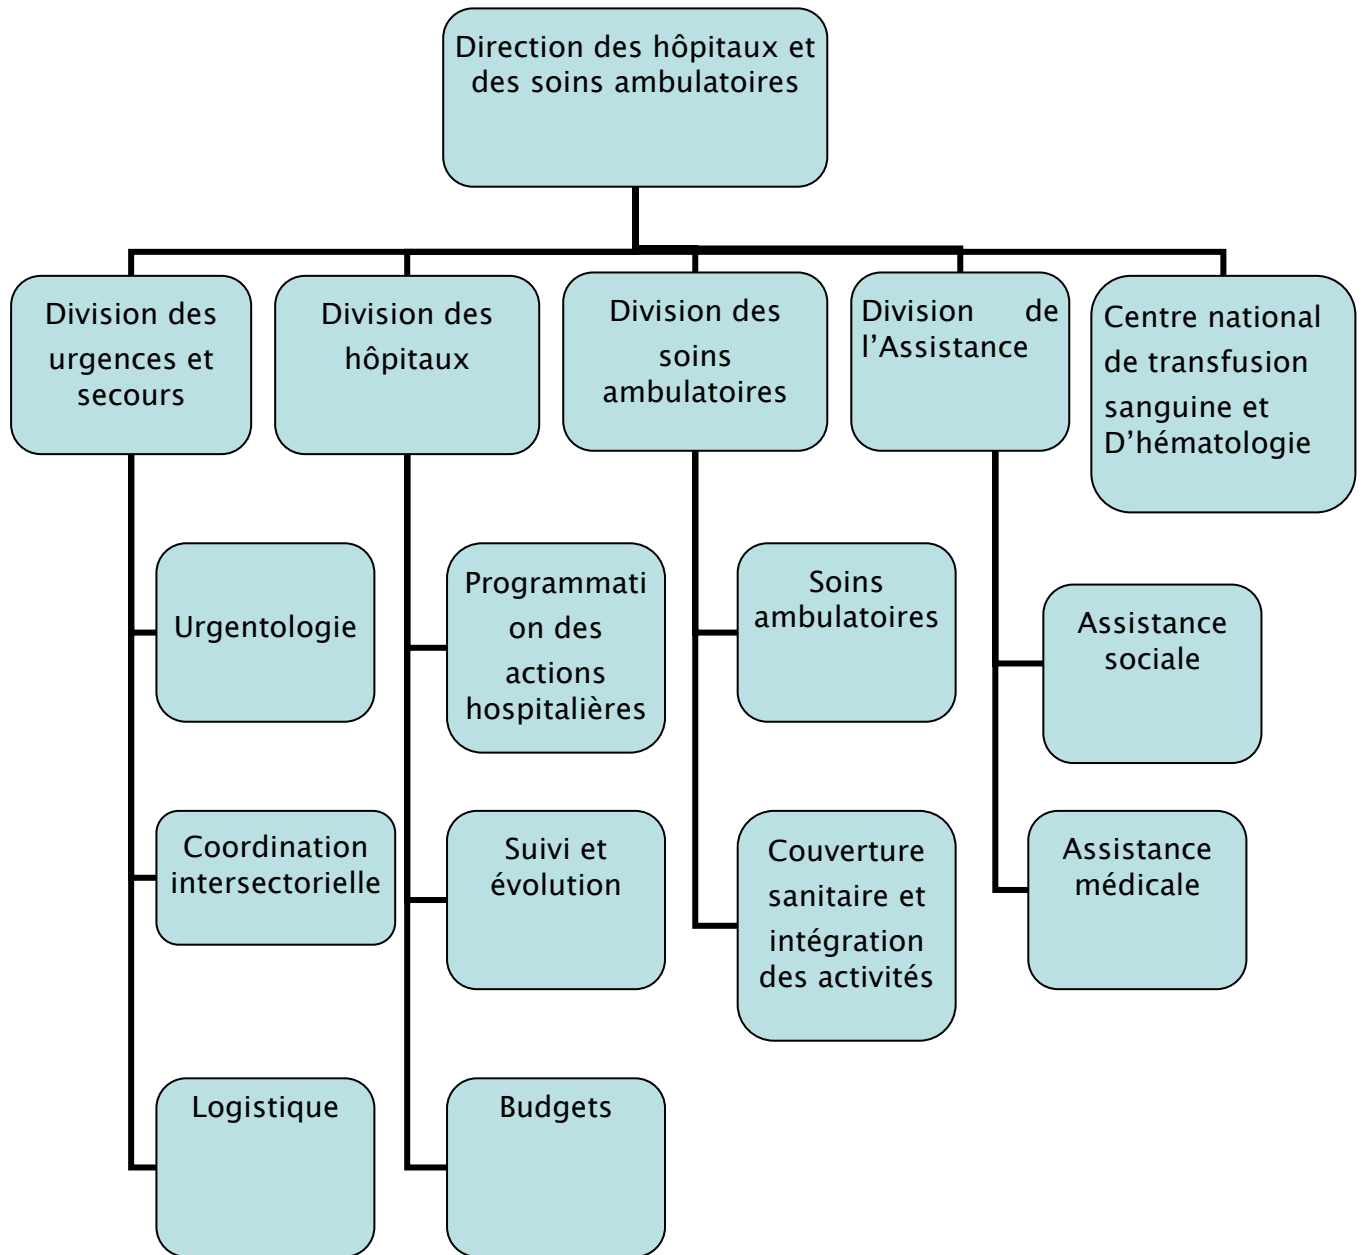 Direction des hôpitaux et
des soins ambulatoires
Division des
urgences et
secours
Division des
hôpitaux
Division des
soins
ambulatoires
Division de
l’Assistance
Centre national
de transfusion
sanguine et
D’hématologie
Urgentologie
Programmati
on des
actions
hospitalières
Soins
ambulatoires
Assistance
sociale
Coordination
intersectorielle
Suivi et
évolution
Couverture
sanitaire et
intégration
des activités
Assistance
médicale
Logistique
Budgets